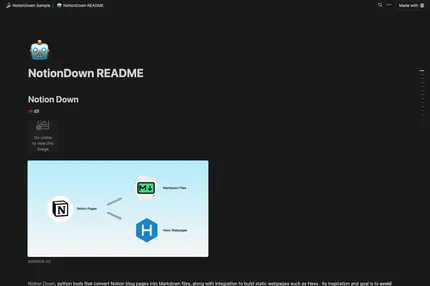 NotionDown Sample / NotionDown README
Made with
NotionDown README
Notion Down
Go online
to view this
image
Notion Pages
Markdown Files
Hexo Webpages
Notion Down, python tools that convert Notion blog pages into Markdown files, along with integration to build static webpages such as Hexo. Its inspiration and goal is to avoid